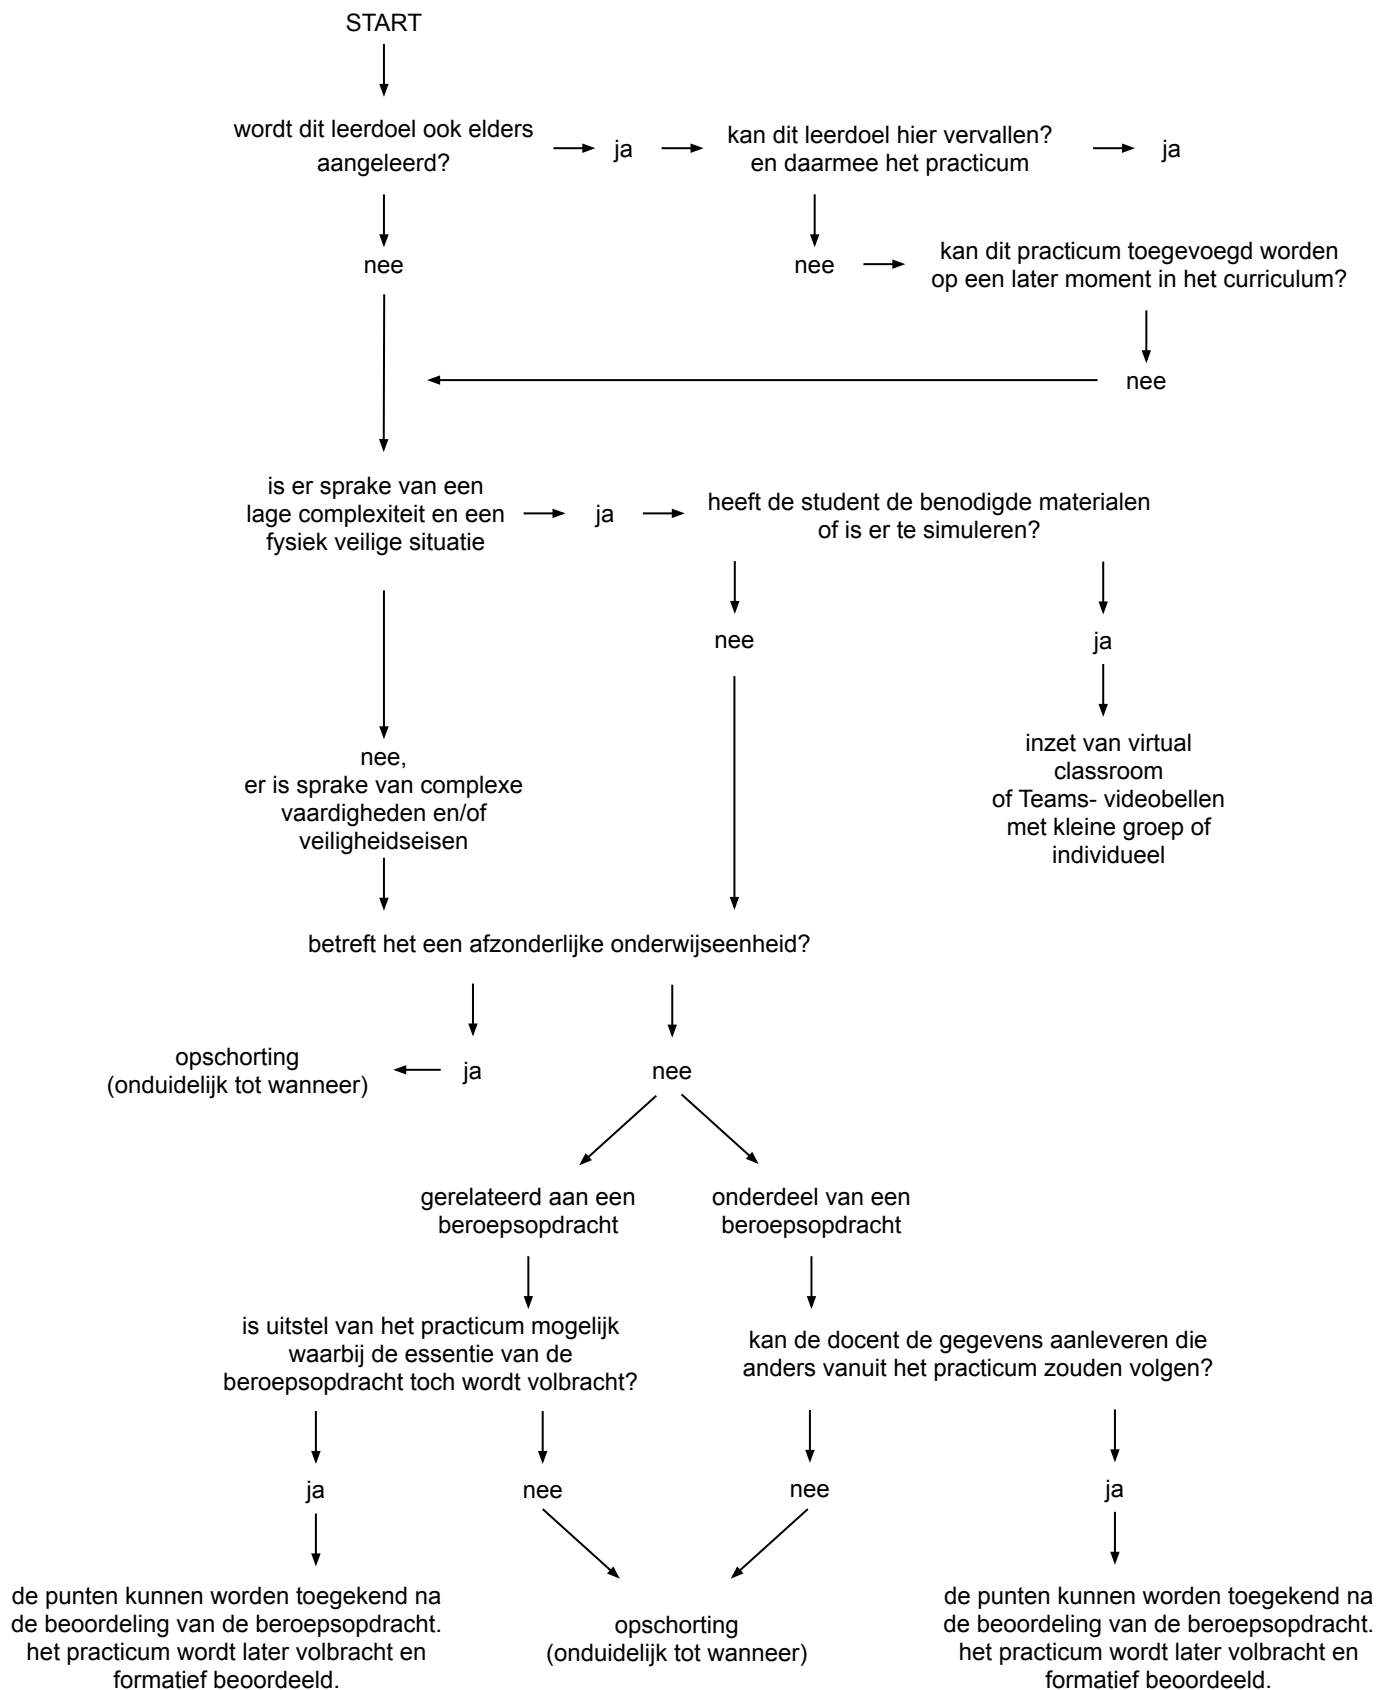 START
wordt dit leerdoel ook elders
aangeleerd?
ja
kan dit leerdoel hier vervallen?
en daarmee het practicum
ja
nee
nee
kan dit practicum toegevoegd worden
op een later moment in het curriculum?
nee
is er sprake van een
lage complexiteit en een
fysiek veilige situatie
ja
heeft de student de benodigde materialen
of is er te simuleren?
nee
ja
nee,
er is sprake van complexe
vaardigheden en/of
veiligheidseisen
inzet van virtual
classroom
of Teams- videobellen
met kleine groep of
individueel
betreft het een afzonderlijke onderwijseenheid?
opschorting
(onduidelijk tot wanneer)
ja
nee
gerelateerd aan een
beroepsopdracht
onderdeel van een
beroepsopdracht
is uitstel van het practicum mogelijk
waarbij de essentie van de
beroepsopdracht toch wordt volbracht?
kan de docent de gegevens aanleveren die
anders vanuit het practicum zouden volgen?
ja
nee
nee
ja
de punten kunnen worden toegekend na
de beoordeling van de beroepsopdracht.
het practicum wordt later volbracht en
formatief beoordeeld.
opschorting
(onduidelijk tot wanneer)
de punten kunnen worden toegekend na
de beoordeling van de beroepsopdracht.
het practicum wordt later volbracht en
formatief beoordeeld.